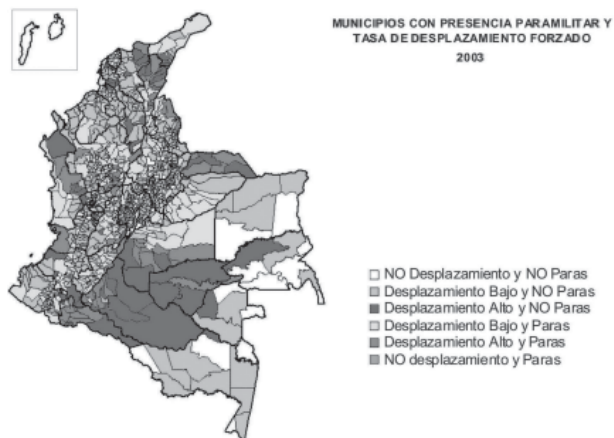 MUNICIPIOS CON PRESENCIA PARAMILITAR Y
TASA DE DESPLAZAMIENTO FORZADO
2003
NO Desplazamiento y NO Paras
Desplazamiento Bajo y NO Paras
Desplazamiento Alto y NO Paras
Desplazamiento Bajo y Paras
Desplazamiento Alto y Paras
NO desplazamiento y Paras